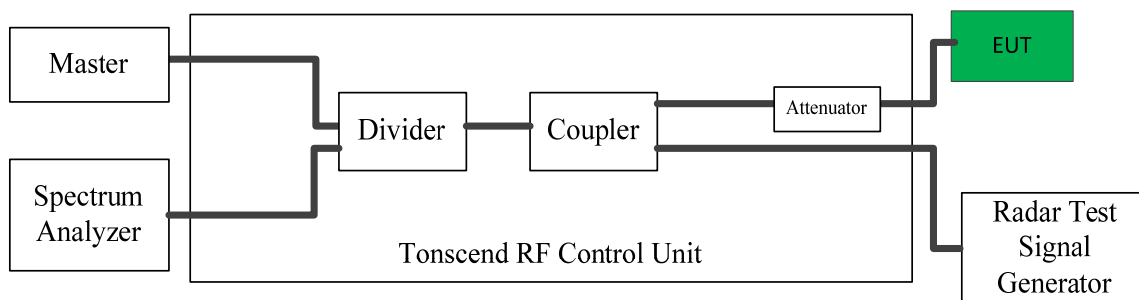 Master
EUT
Attenuator
Divider
Coupler
Spectrum
Analyzer
Radar Test
Signal
Generator
Tonscend RF Control Unit